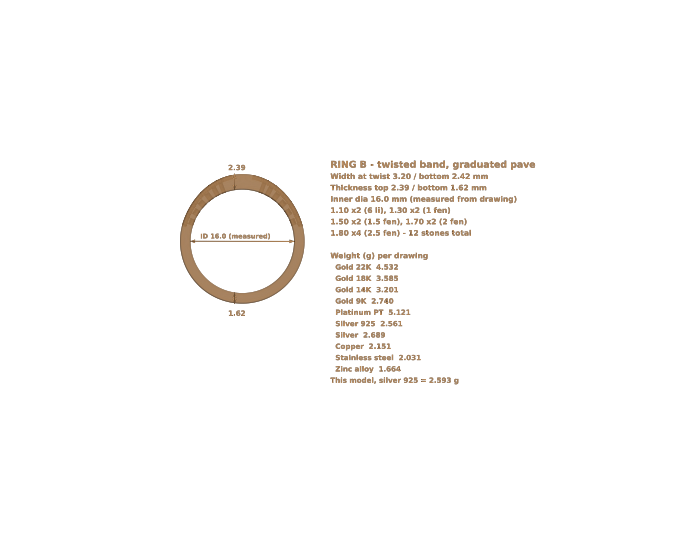 2.39
ID 16.0 (measured)
1.62
RING B - twisted band, graduated pave
Width at twist 3.20 / bottom 2.42 mm
Thickness top 2.39 / bottom 1.62 mm
Inner dia 16.0 mm (measured from drawing)
1.10 x2 (6 li), 1.30 x2 (1 fen)
1.50 x2 (1.5 fen), 1.70 x2 (2 fen)
1.80 x4 (2.5 fen) - 12 stones total
Weight (g) per drawing
Gold 22K 4.532
Gold 18K 3.585
Gold 14K 3.201
Gold 9K 2.740
Platinum PT 5.121
Silver 925 2.561
Silver 2.689
Copper 2.151
Stainless steel 2.031
Zinc alloy 1.664
This model, silver 925 = 2.593 g